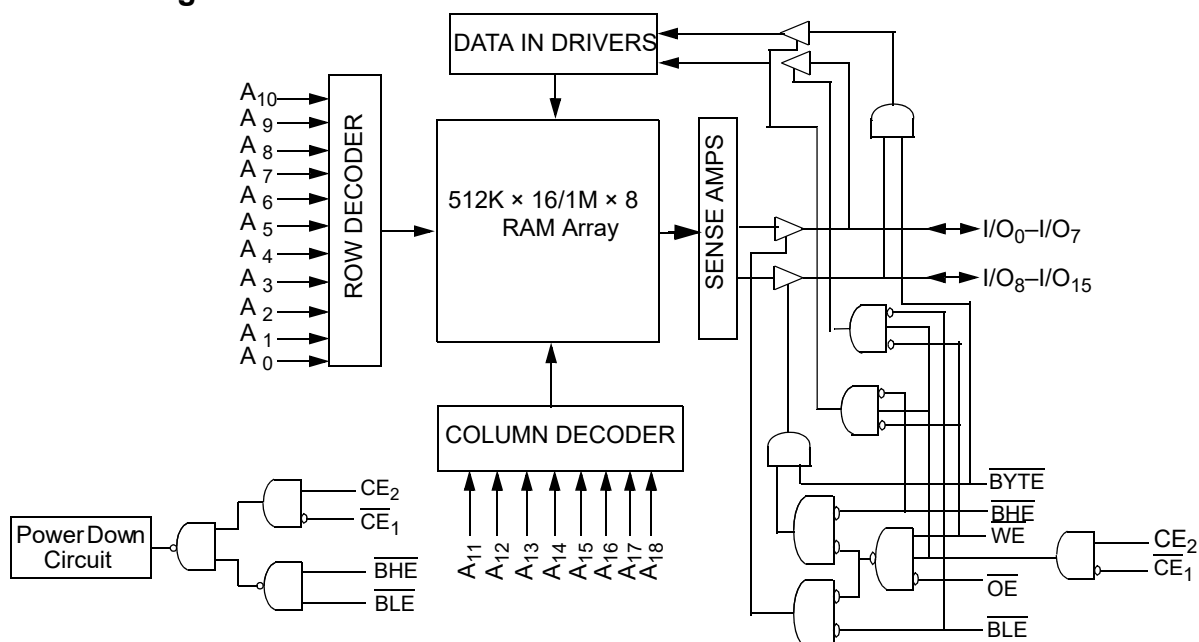 DATA IN DRIVERS
A10
A9
A8
A7
A6
A5
A4
A3
A2
A1
A0
ROW DECODER
512K × 16/1M × 8
RAM Array
SENSE AMPS
I/O0–I/O7
I/O8–I/O15
COLUMN DECODER
A11
A12
A13
A14
A15
A16
A17
A18
BYTE
BHE
WE
CE2
CE1
OE
BLE
Power Down
Circuit
CE2
CE1
BHE
BLE